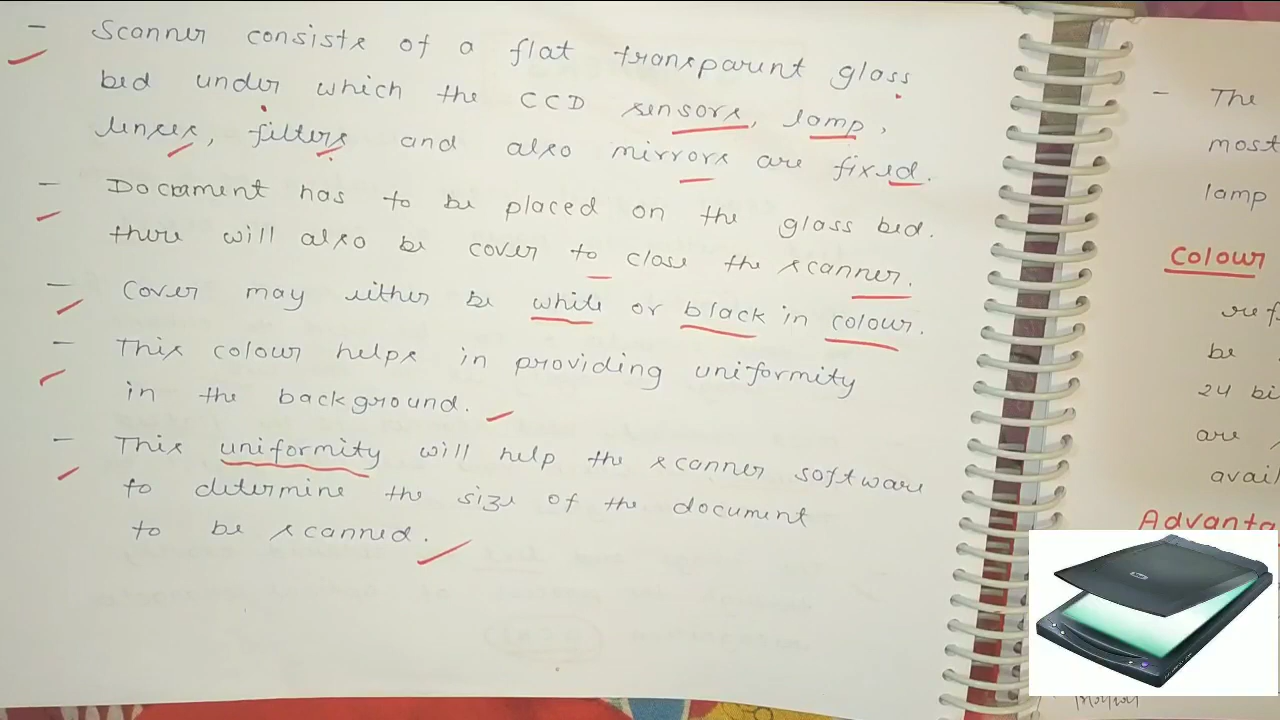 - Scanner consists of a flat transparent glass
bed under which the CCD sensors, lamp,
lenses, filters and also mirrors are fixed.
- Document has to be placed on the glass bed.
there will also be cover to close the scanner.
- cover may either be white or black in colour.
- This colour helps in providing uniformity
in the background.
- This uniformity will help the scanner software
to determine the size of the document
to be scanned.
- The
most
lamp
Colour
be
24 bi
are
avail
Advanta